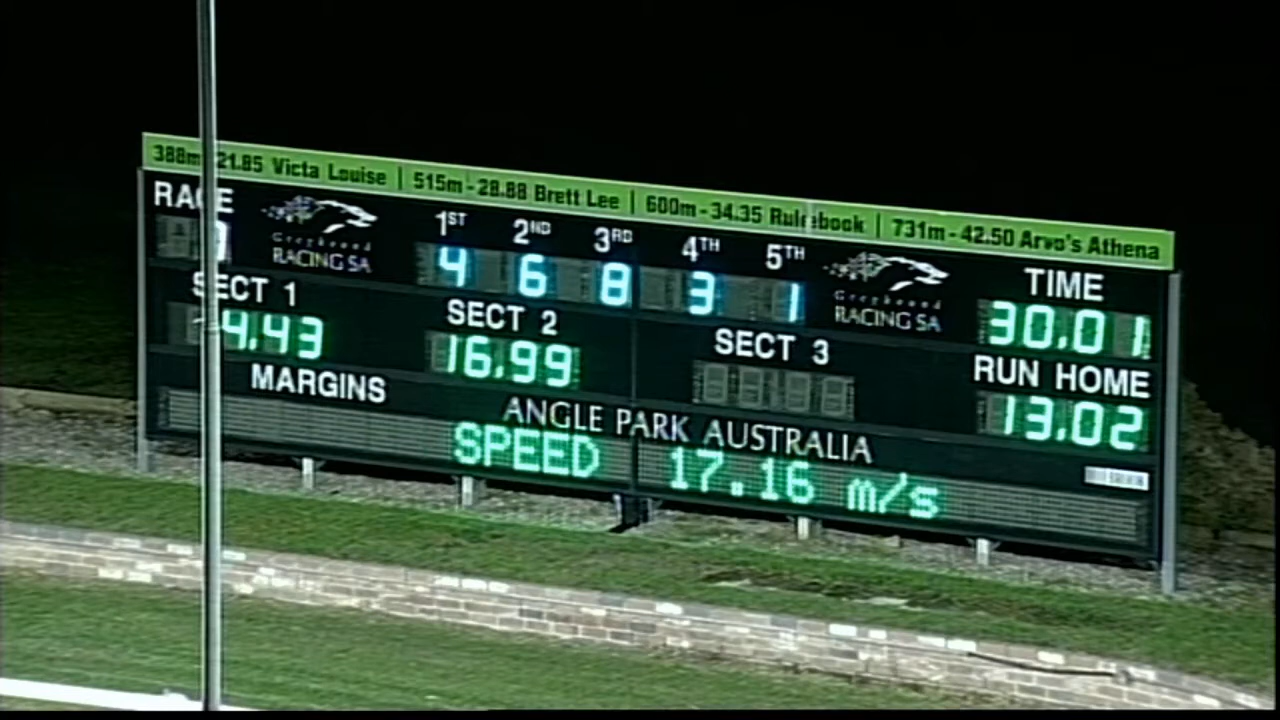 388m - 21.85 Victa Louise | 515m - 28.88 Brett Lee | 600m - 34.35 Rulebook | 731m - 42.50 Arvo's Athena
RACE
Greyhound
RACING SA
1ST 2ND 3RD 4TH 5TH
4 6 8 3 1
Greyhound
RACING SA
TIME
30.01
SECT 1
4.43
SECT 2
16.99
SECT 3
RUN HOME
13.02
MARGINS
ANGLE PARK AUSTRALIA
SPEED 17.16 m/s